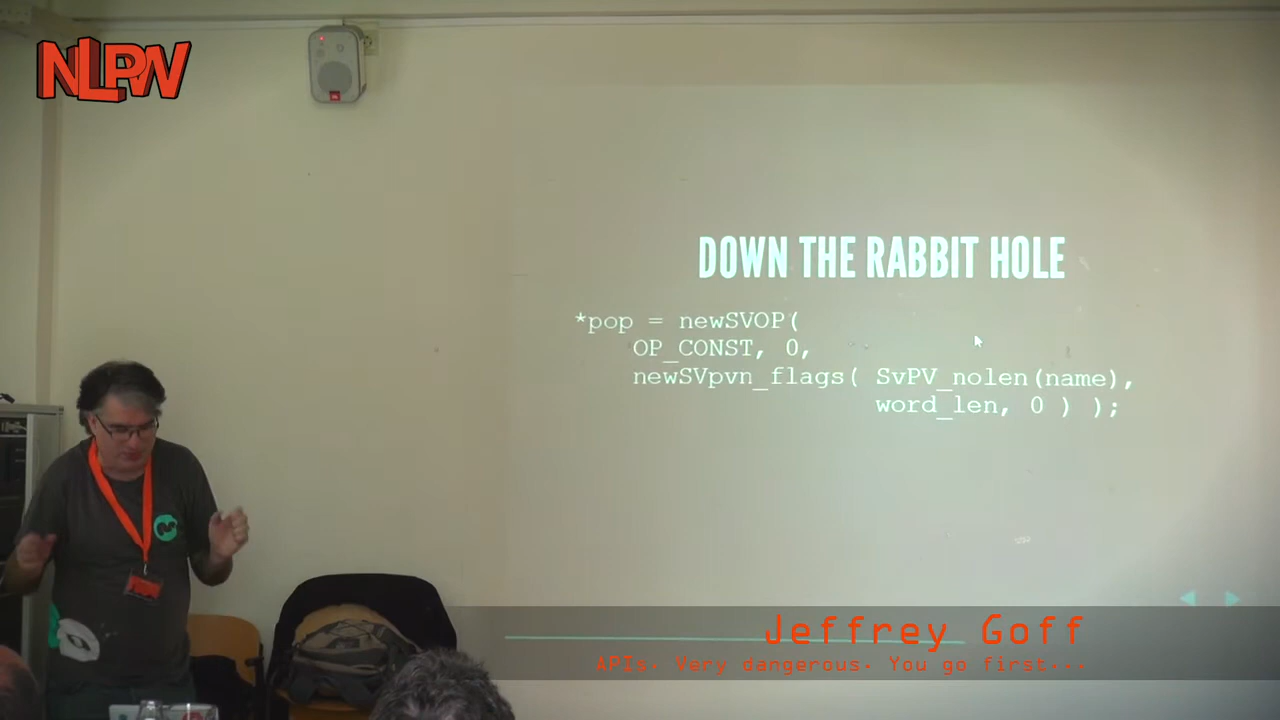 NLPW
DOWN THE RABBIT HOLE
*pop = newSVOP(
OP_CONST, 0,
newSVpvn_flags( SvPV_nolen(name),
word_len, 0 ) );
Jeffrey Goff
APIs. Very dangerous. You go first...